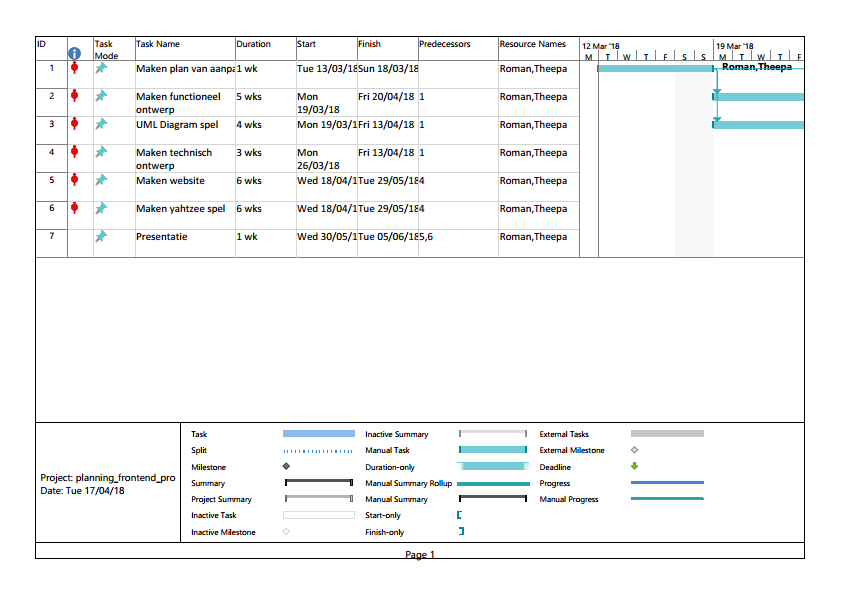 ID Task Mode Task Name Duration Start Finish Predecessors Resource Names 12 Mar '18 19 Mar '18
M T W T F S S M T W T F
1 Maken plan van aanpa 1 wk Tue 13/03/18 Sun 18/03/18 Roman,Theepa Roman,Theepa
2 Maken functioneel ontwerp 5 wks Mon 19/03/18 Fri 20/04/18 1 Roman,Theepa
3 UML Diagram spel 4 wks Mon 19/03/1 Fri 13/04/18 1 Roman,Theepa
4 Maken technisch ontwerp 3 wks Mon 26/03/18 Fri 13/04/18 1 Roman,Theepa
5 Maken website 6 wks Wed 18/04/1 Tue 29/05/18 4 Roman,Theepa
6 Maken yahtzee spel 6 wks Wed 18/04/1 Tue 29/05/18 4 Roman,Theepa
7 Presentatie 1 wk Wed 30/05/1 Tue 05/06/18 5,6 Roman,Theepa
Project: planning_frontend_pro
Date: Tue 17/04/18
Task
Split
Milestone
Summary
Project Summary
Inactive Task
Inactive Milestone
Inactive Summary
Manual Task
Duration-only
Manual Summary Rollup
Manual Summary
Start-only
Finish-only
External Tasks
External Milestone
Deadline
Progress
Manual Progress
Page 1